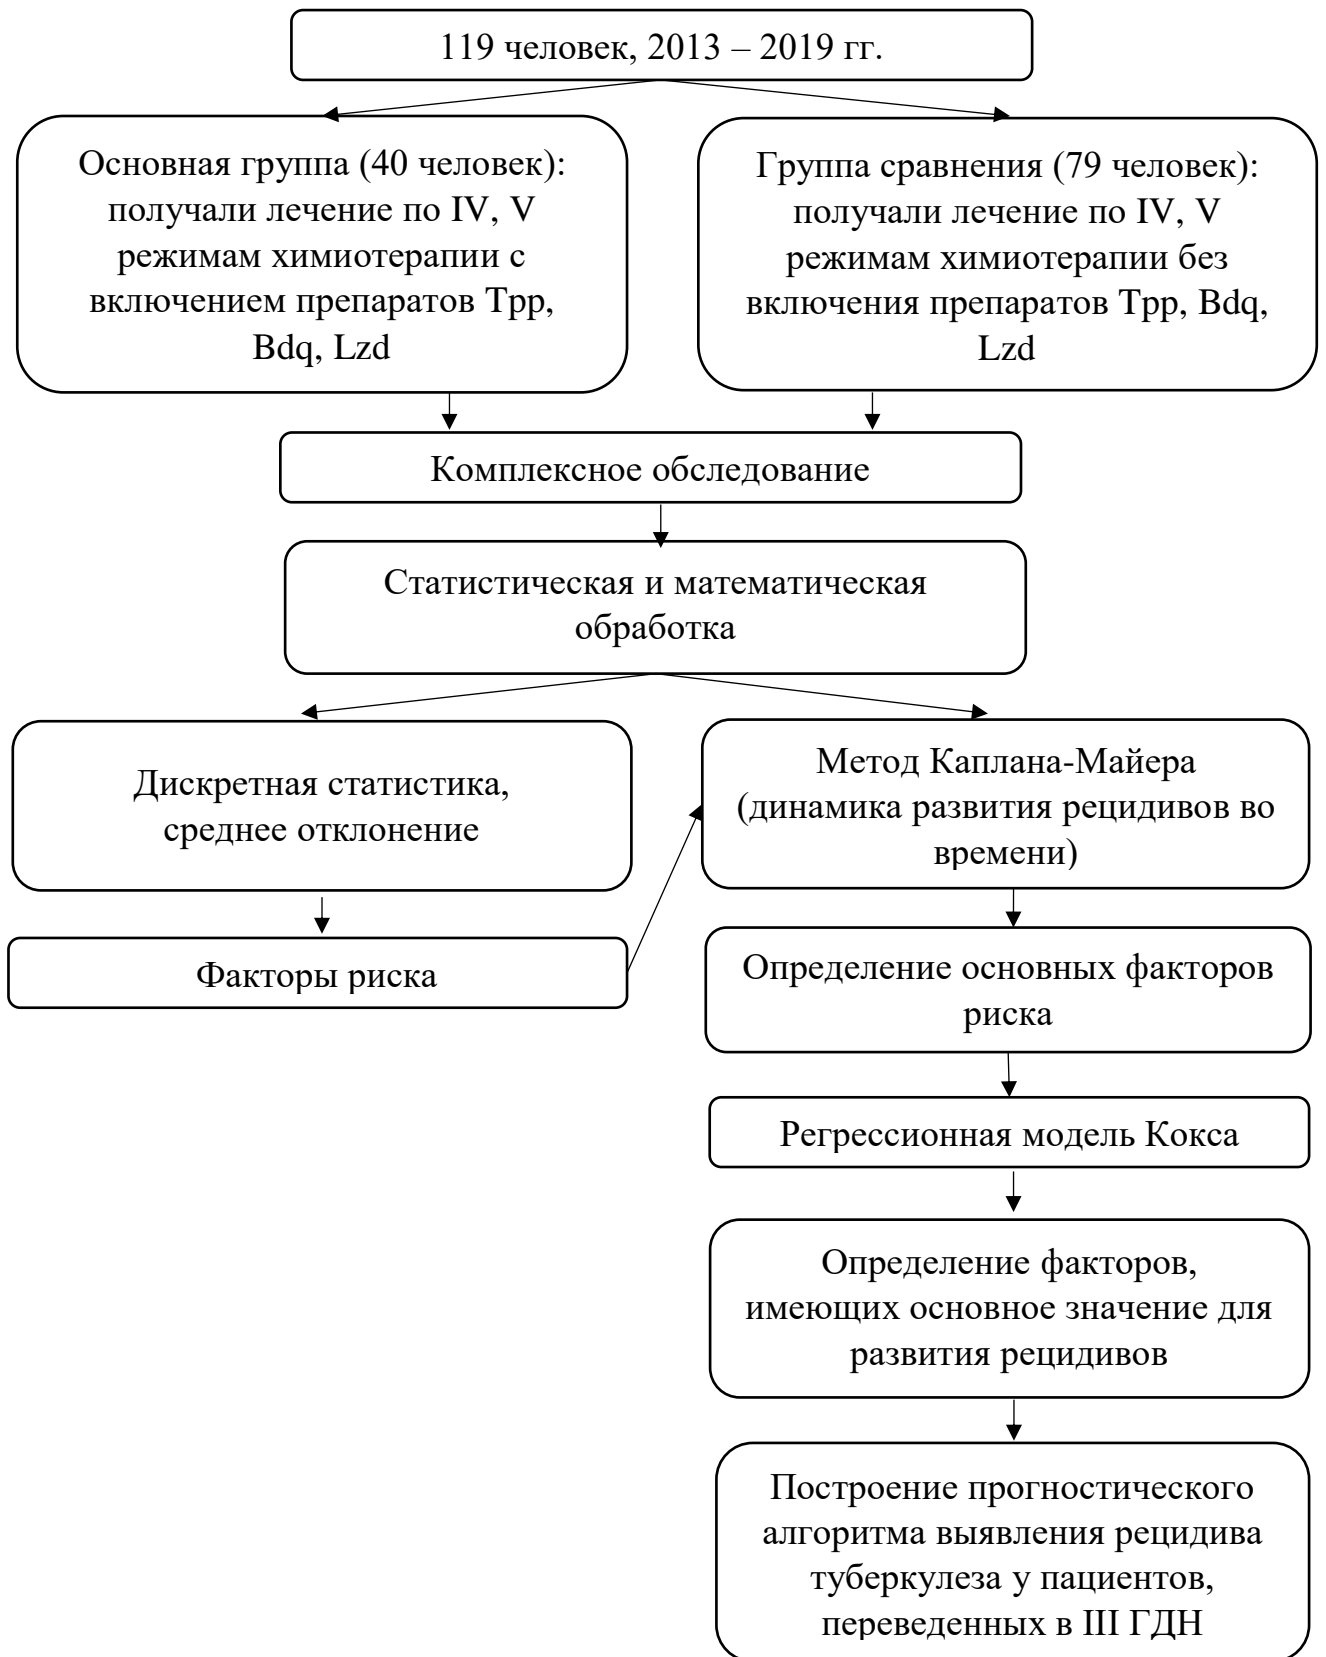 119 человек, 2013 – 2019 гг.
Основная группа (40 человек):
получали лечение по IV, V
режимам химиотерапии с
включением препаратов Tpp,
Bdq, Lzd
Группа сравнения (79 человек):
получали лечение по IV, V
режимам химиотерапии без
включения препаратов Tpp, Bdq,
Lzd
Комплексное обследование
Статистическая и математическая
обработка
Дискретная статистика,
среднее отклонение
Факторы риска
Метод Каплана-Майера
(динамика развития рецидивов во
времени)
Определение основных факторов
риска
Регрессионная модель Кокса
Определение факторов,
имеющих основное значение для
развития рецидивов
Построение прогностического
алгоритма выявления рецидива
туберкулеза у пациентов,
переведенных в III ГДН